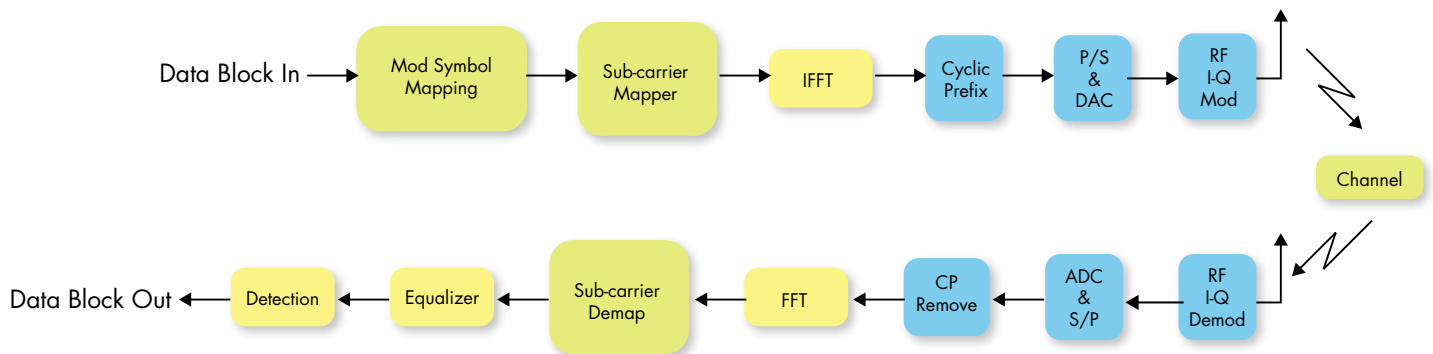 Data Block In
Mod Symbol
Mapping
Sub-carrier
Mapper
IFFT
Cyclic
Prefix
P/S
&
DAC
RF
I-Q
Mod
Channel
Data Block Out
Detection
Equalizer
Sub-carrier
Demap
FFT
CP
Remove
ADC
&
S/P
RF
I-Q
Demod